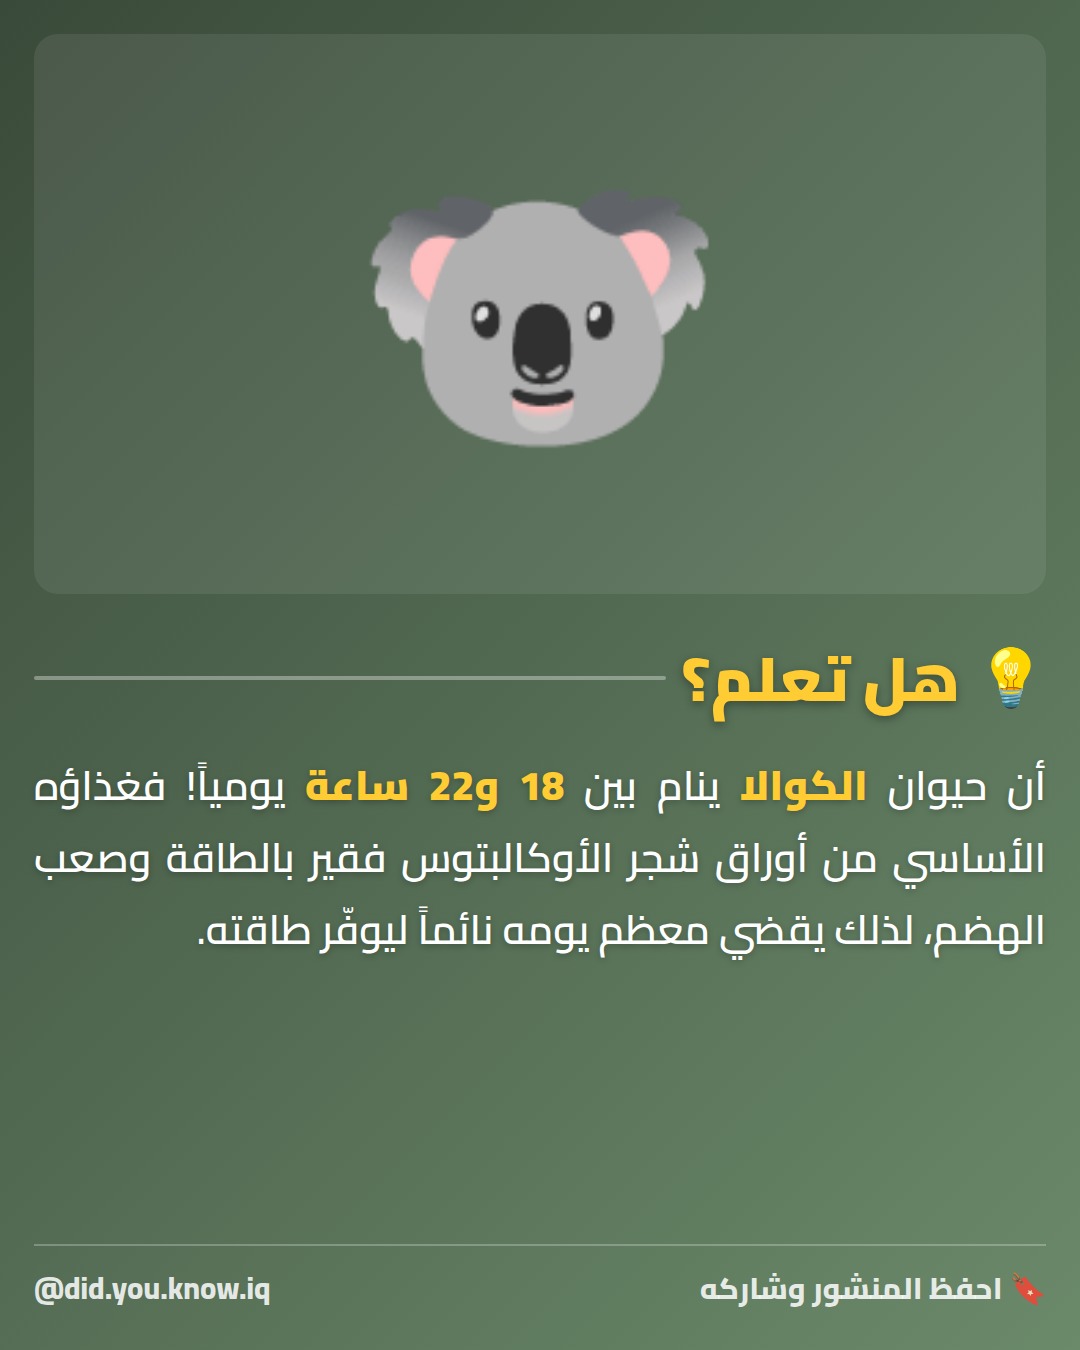 💡 هل تعلم؟
أن حيوان الكوالا ينام بين 18 و22 ساعة يومياً! فغذاؤه
الأساسي من أوراق شجر الأوكالبتوس فقير بالطاقة وصعب
الهضم، لذلك يقضي معظم يومه نائماً ليوفّر طاقته.
🔖 احفظ المنشور وشاركه
@did.you.know.iq